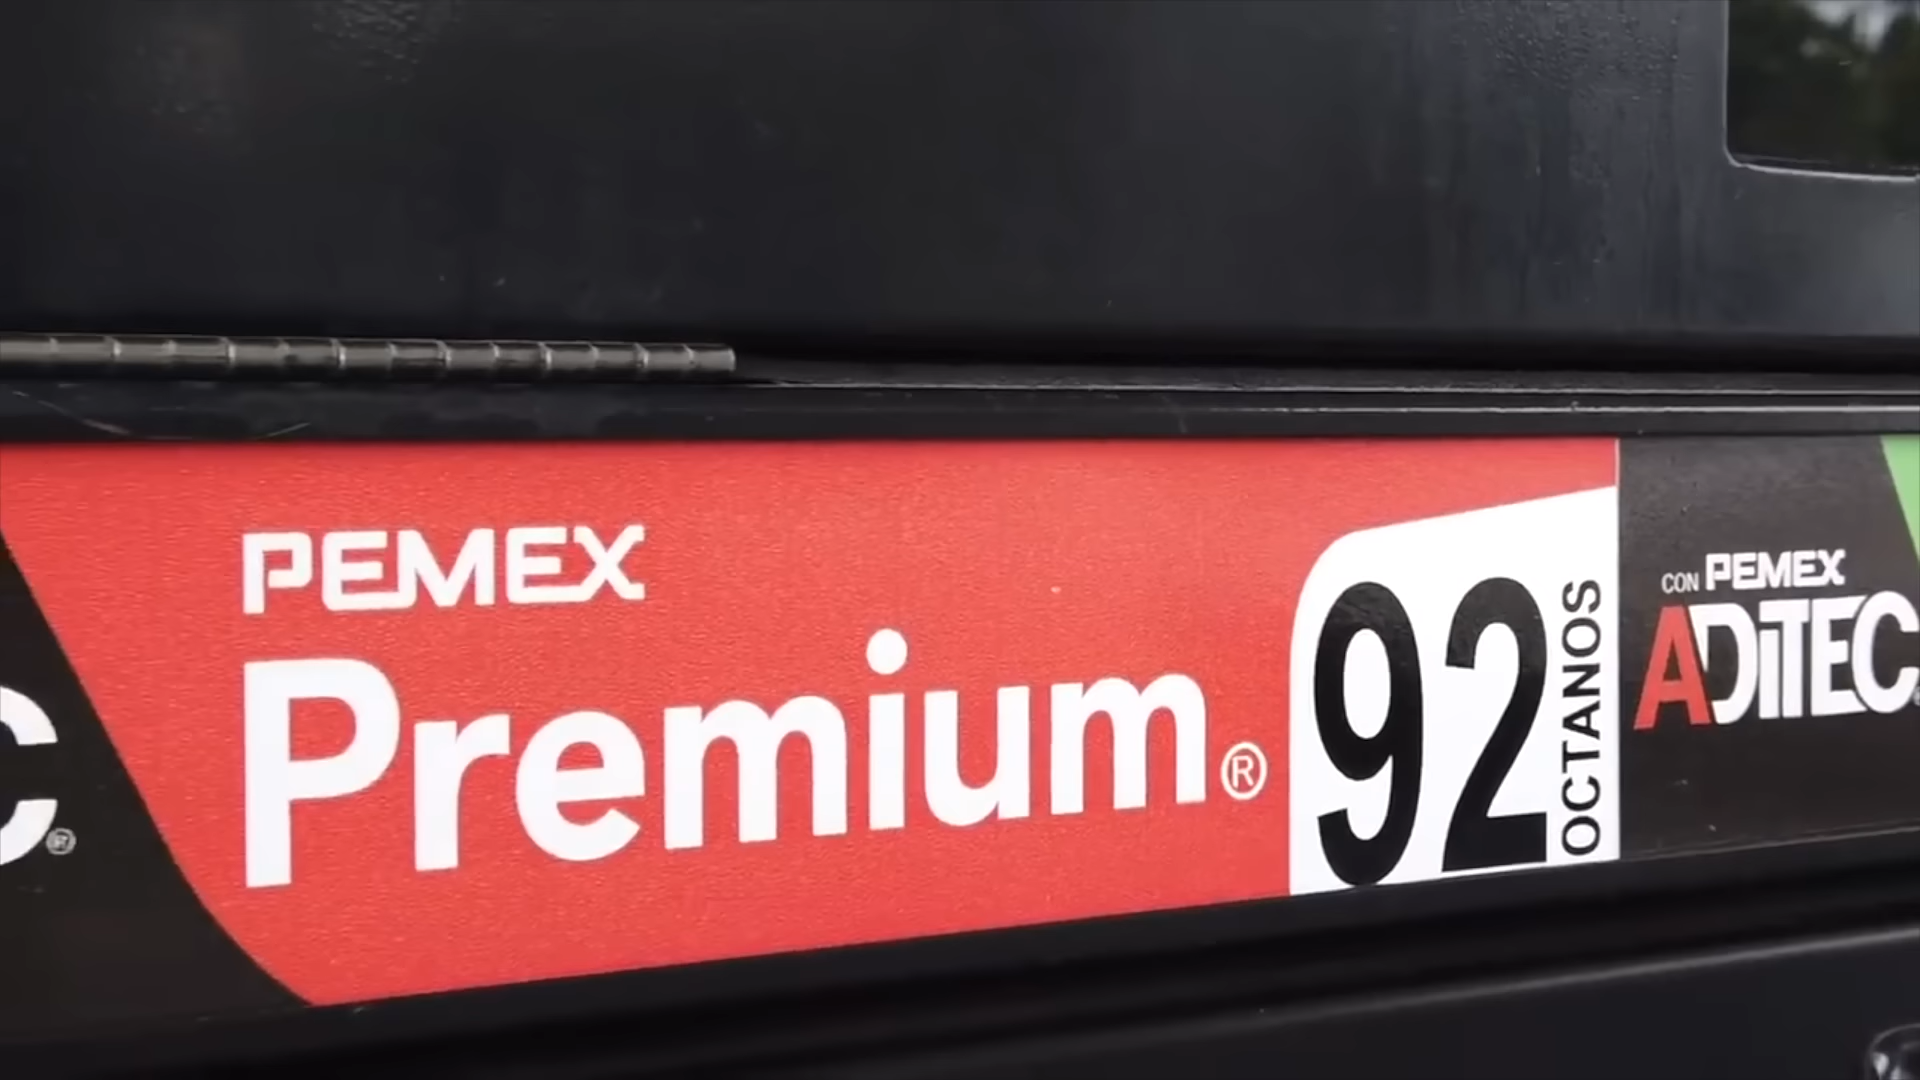 PEMEX
Premium®
92
OCTANOS
CON PEMEX
ADiTEC
C®